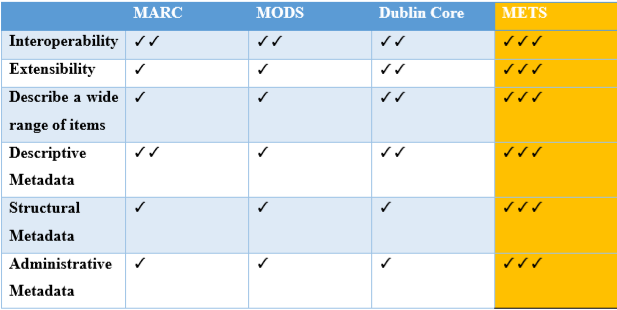 MARC MODS Dublin Core METS
Interoperability ✓✓ ✓✓ ✓✓ ✓✓✓
Extensibility ✓ ✓ ✓✓ ✓✓✓
Describe a wide ✓ ✓ ✓✓ ✓✓✓
range of items
Descriptive ✓✓ ✓ ✓✓ ✓✓✓
Metadata
Structural ✓ ✓ ✓ ✓✓✓
Metadata
Administrative ✓ ✓ ✓ ✓✓✓
Metadata